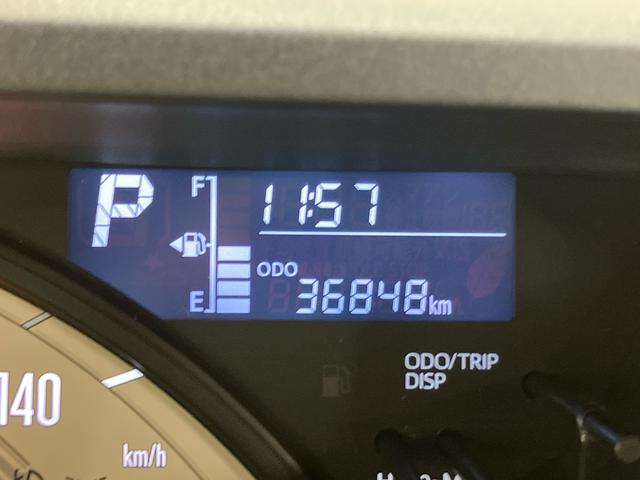 P
F
11:57
ODO
36848km
E
ODO/TRIP
DISP
140
km/h
H
M